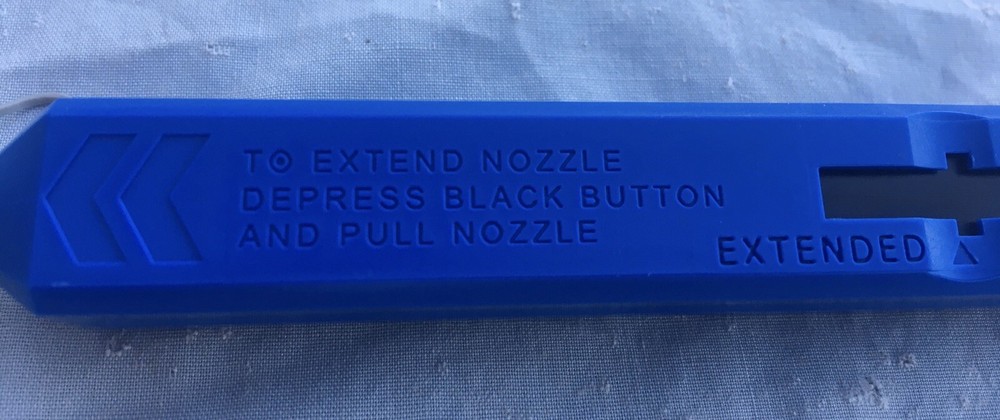 TO EXTEND NOZZLE
DEPRESS BLACK BUTTON
AND PULL NOZZLE
EXTENDED